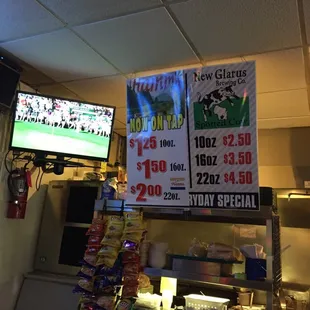 New Glarus
Brewing Co.
NOW ON TAP
$1.25 10OZ.
$1.50 16OZ.
$2.00 22OZ.
10OZ $2.50
16OZ $3.50
22OZ $4.50
RYDAY SPECIAL